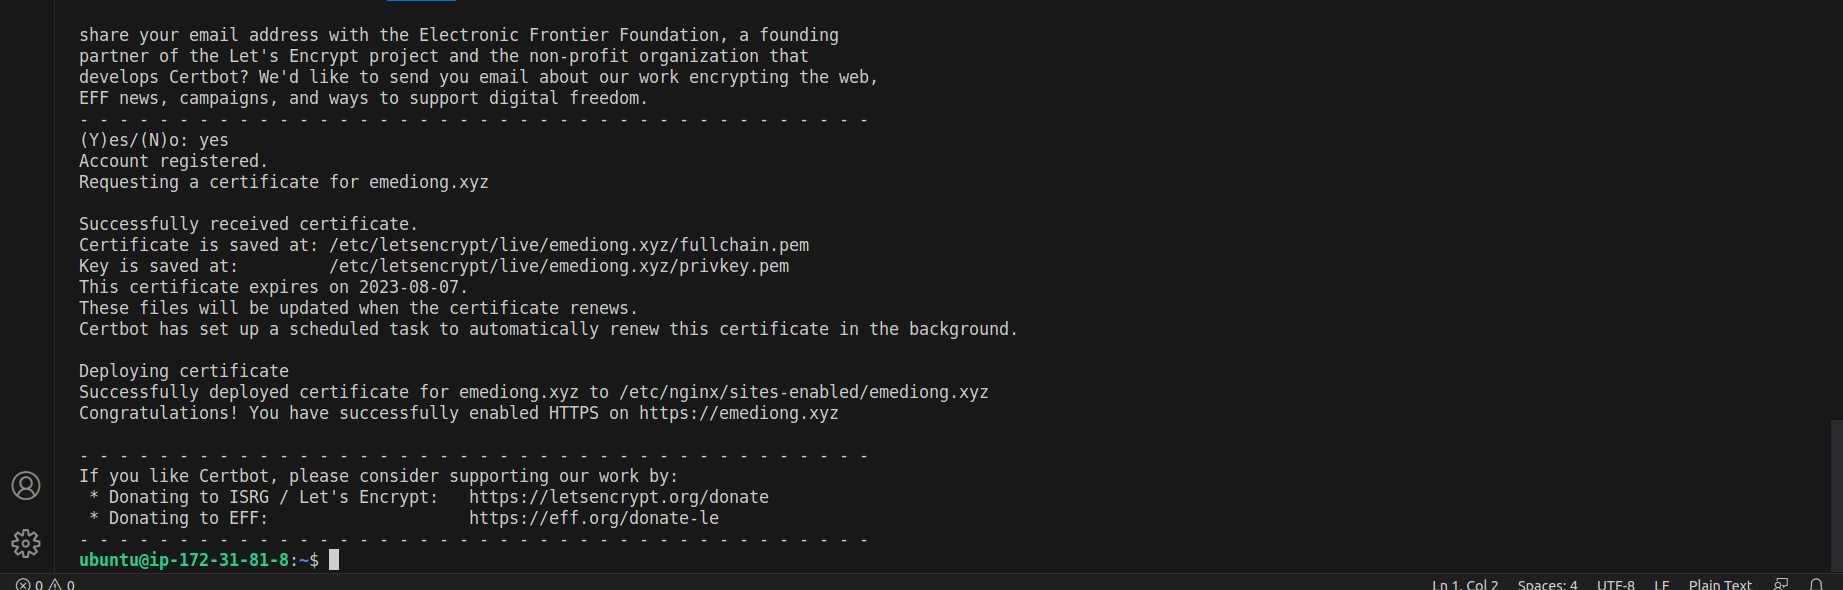 share your email address with the Electronic Frontier Foundation, a founding
partner of the Let's Encrypt project and the non-profit organization that
develops Certbot? We'd like to send you email about our work encrypting the web,
EFF news, campaigns, and ways to support digital freedom.
- - - - - - - - - - - - - - - - - - - - - - - - - - - - - - - - - - - - - - - -
(Y)es/(N)o: yes
Account registered.
Requesting a certificate for emediong.xyz
Successfully received certificate.
Certificate is saved at: /etc/letsencrypt/live/emediong.xyz/fullchain.pem
Key is saved at:         /etc/letsencrypt/live/emediong.xyz/privkey.pem
This certificate expires on 2023-08-07.
These files will be updated when the certificate renews.
Certbot has set up a scheduled task to automatically renew this certificate in the background.
Deploying certificate
Successfully deployed certificate for emediong.xyz to /etc/nginx/sites-enabled/emediong.xyz
Congratulations! You have successfully enabled HTTPS on https://emediong.xyz
- - - - - - - - - - - - - - - - - - - - - - - - - - - - - - - - - - - - - - - -
If you like Certbot, please consider supporting our work by:
 * Donating to ISRG / Let's Encrypt:   https://letsencrypt.org/donate
 * Donating to EFF:                    https://eff.org/donate-le
- - - - - - - - - - - - - - - - - - - - - - - - - - - - - - - - - - - - - - - -
ubuntu@ip-172-31-81-8:~$
0 0 Ln 1, Col 2 Spaces: 4 UTF-8 LF Plain Text